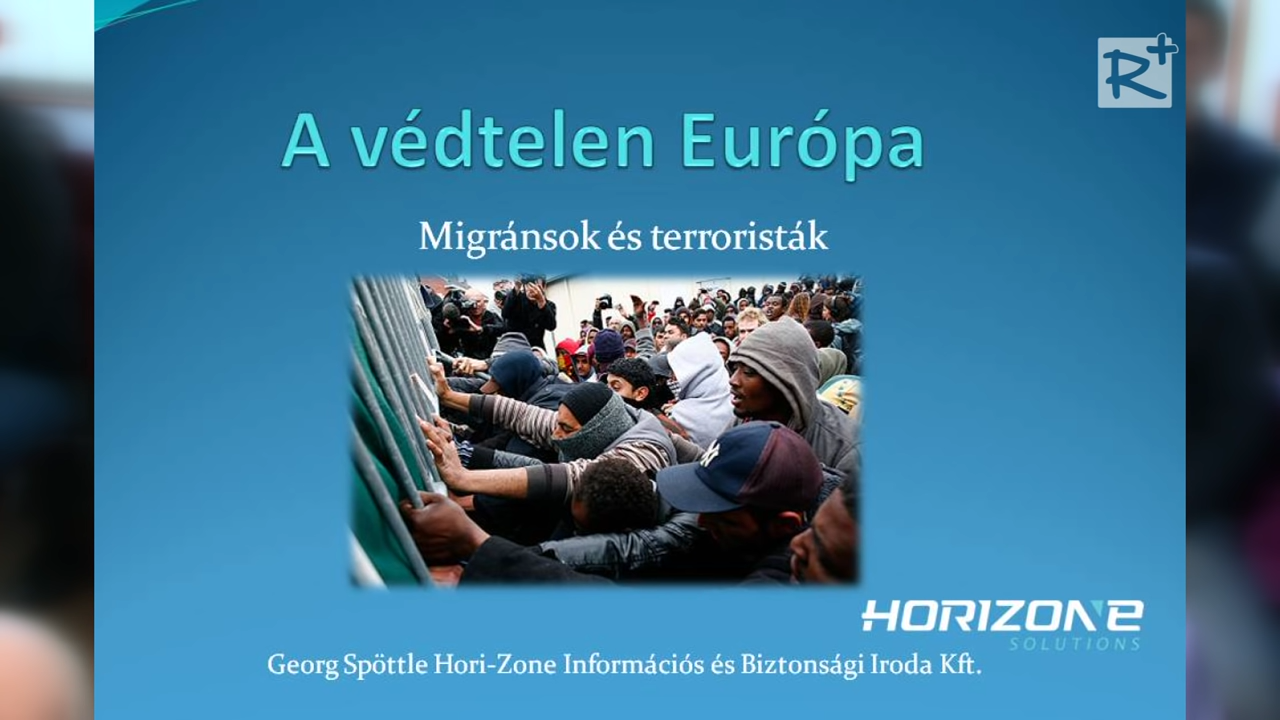 R+
A védtelen Európa
Migránsok és terroristák
HORIZONE
SOLUTIONS
Georg Spöttle Hori-Zone Információs és Biztonsági Iroda Kft.